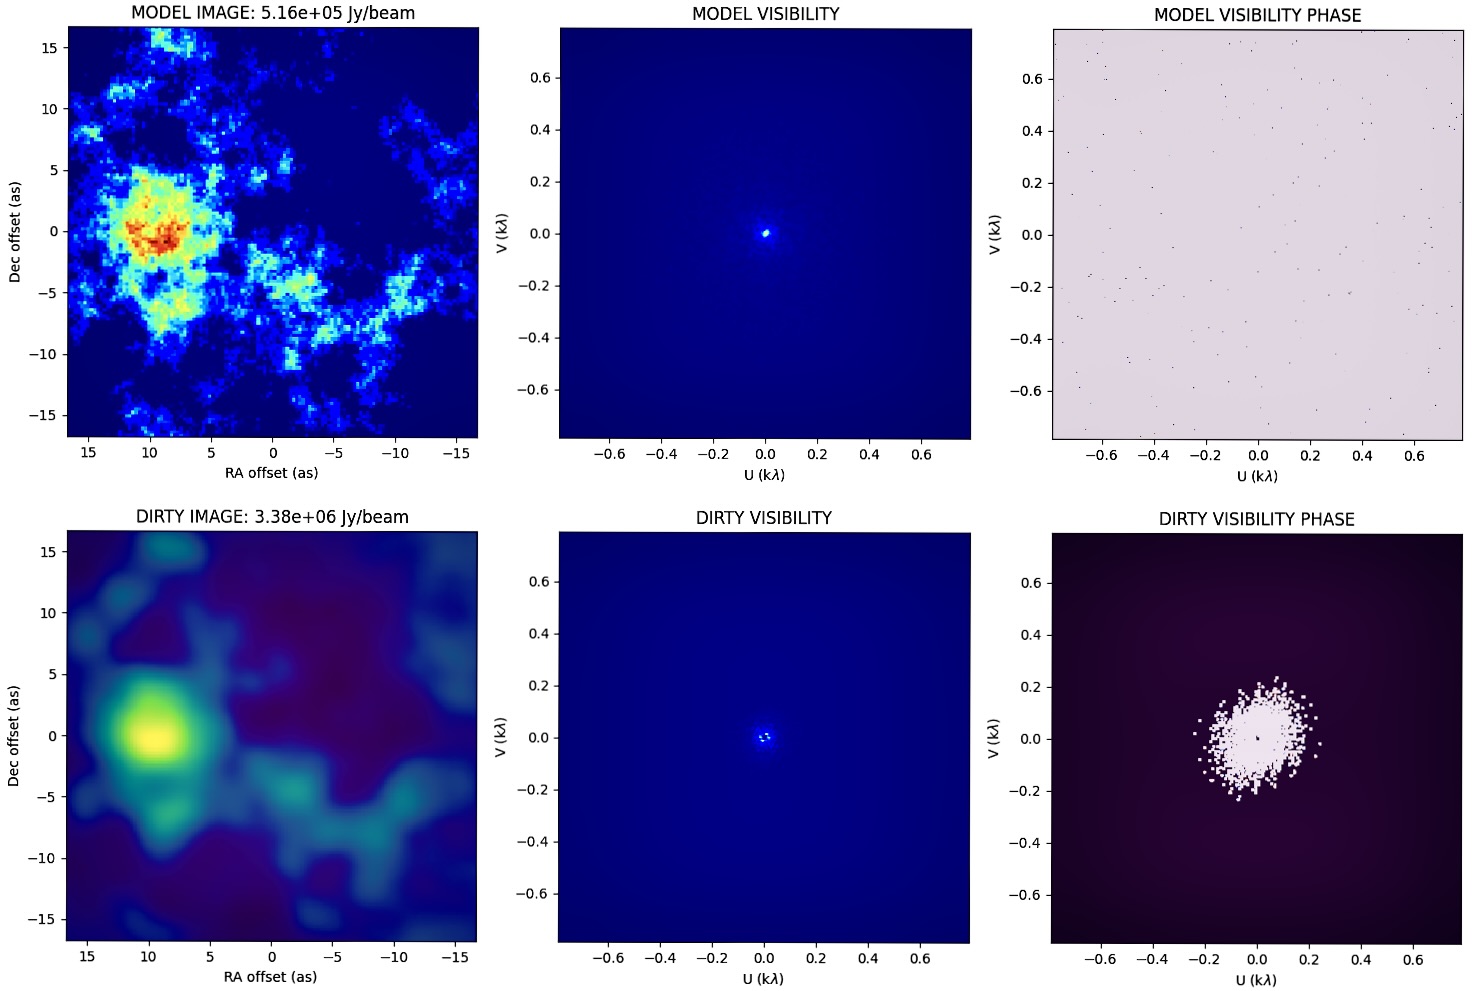 MODEL IMAGE: 5.16e+05 Jy/beam
MODEL VISIBILITY
MODEL VISIBILITY PHASE
15
10
5
0
−5
−10
−15
Dec offset (as)
15 10 5 0 −5 −10 −15
RA offset (as)
0.6
0.4
0.2
0.0
−0.2
−0.4
−0.6
V (kλ)
−0.6 −0.4 −0.2 0.0 0.2 0.4 0.6
U (kλ)
0.6
0.4
0.2
0.0
−0.2
−0.4
−0.6
V (kλ)
−0.6 −0.4 −0.2 0.0 0.2 0.4 0.6
U (kλ)
DIRTY IMAGE: 3.38e+06 Jy/beam
DIRTY VISIBILITY
DIRTY VISIBILITY PHASE
15
10
5
0
−5
−10
−15
Dec offset (as)
15 10 5 0 −5 −10 −15
RA offset (as)
0.6
0.4
0.2
0.0
−0.2
−0.4
−0.6
V (kλ)
−0.6 −0.4 −0.2 0.0 0.2 0.4 0.6
U (kλ)
0.6
0.4
0.2
0.0
−0.2
−0.4
−0.6
V (kλ)
−0.6 −0.4 −0.2 0.0 0.2 0.4 0.6
U (kλ)